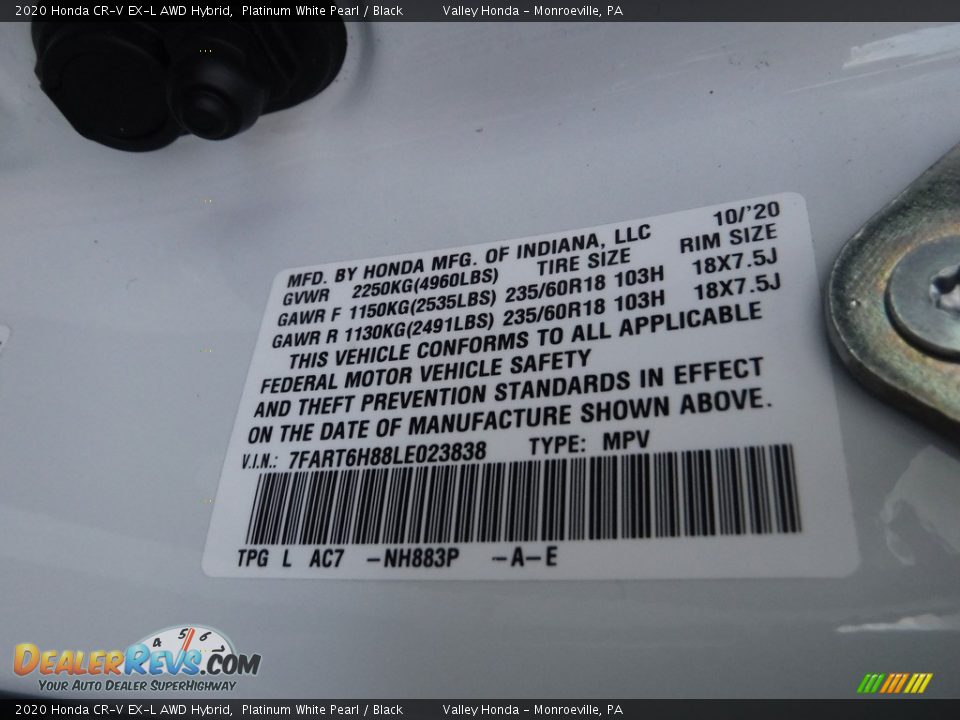 2020 Honda CR-V EX-L AWD Hybrid, Platinum White Pearl / Black Valley Honda - Monroeville, PA
MFD. BY HONDA MFG. OF INDIANA, LLC 10/'20
GVWR 2250KG(4960LBS) TIRE SIZE RIM SIZE
GAWR F 1150KG(2535LBS) 235/60R18 103H 18X7.5J
GAWR R 1130KG(2491LBS) 235/60R18 103H 18X7.5J
THIS VEHICLE CONFORMS TO ALL APPLICABLE
FEDERAL MOTOR VEHICLE SAFETY
AND THEFT PREVENTION STANDARDS IN EFFECT
ON THE DATE OF MANUFACTURE SHOWN ABOVE.
V.I.N.: 7FART6H88LE023838 TYPE: MPV
TPG L AC7 -NH883P -A-E
4 5 6 7
DEALERREVS.COM
YOUR AUTO DEALER SUPERHIGHWAY
2020 Honda CR-V EX-L AWD Hybrid, Platinum White Pearl / Black Valley Honda - Monroeville, PA